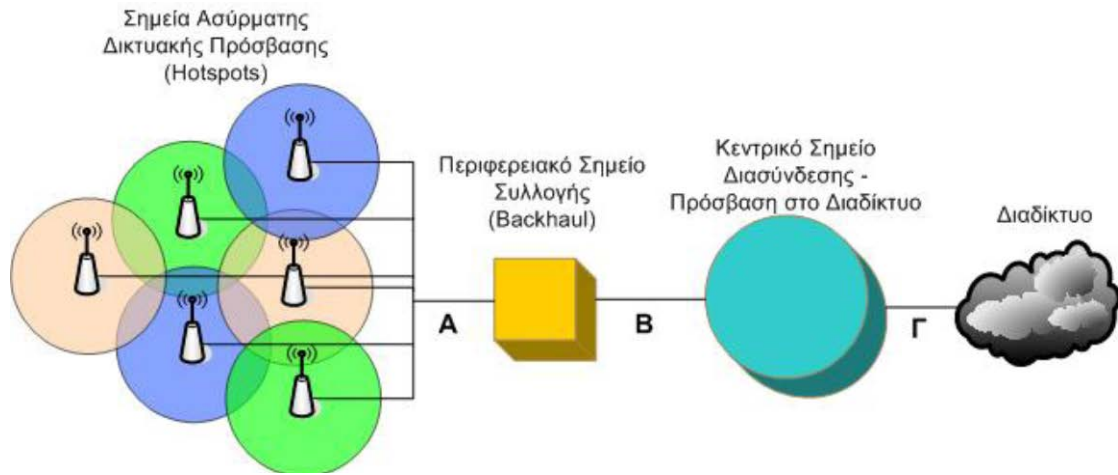 Σημεία Ασύρματης
Δικτυακής Πρόσβασης
(Hotspots)
Περιφερειακό Σημείο
Συλλογής
(Backhaul)
Κεντρικό Σημείο
Διασύνδεσης -
Πρόσβαση στο Διαδίκτυο
Διαδίκτυο
Α
Β
Γ